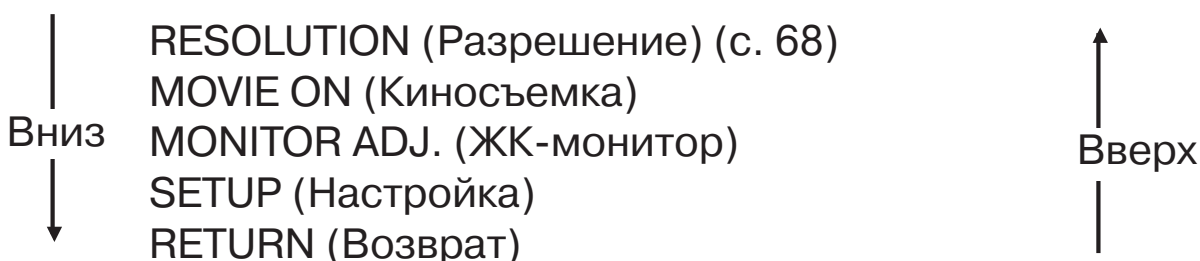 RESOLUTION (Разрешение) (с. 68)
MOVIE ON (Киносъемка)
Вниз
MONITOR ADJ. (ЖК-монитор)
Вверх
SETUP (Настройка)
RETURN (Возврат)